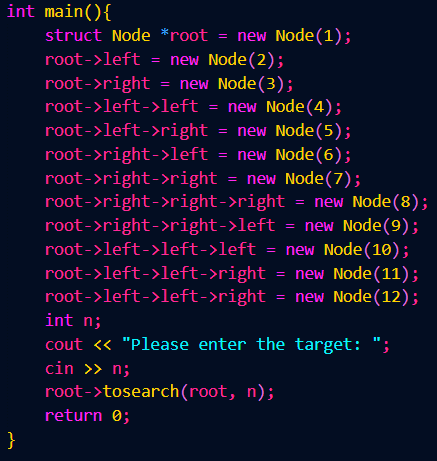 int main(){
    struct Node *root = new Node(1);
    root->left = new Node(2);
    root->right = new Node(3);
    root->left->left = new Node(4);
    root->left->right = new Node(5);
    root->right->left = new Node(6);
    root->right->right = new Node(7);
    root->right->right->right = new Node(8);
    root->right->right->left = new Node(9);
    root->left->left->left = new Node(10);
    root->left->left->right = new Node(11);
    root->left->left->right = new Node(12);
    int n;
    cout << "Please enter the target: ";
    cin >> n;
    root->tosearch(root, n);
    return 0;
}